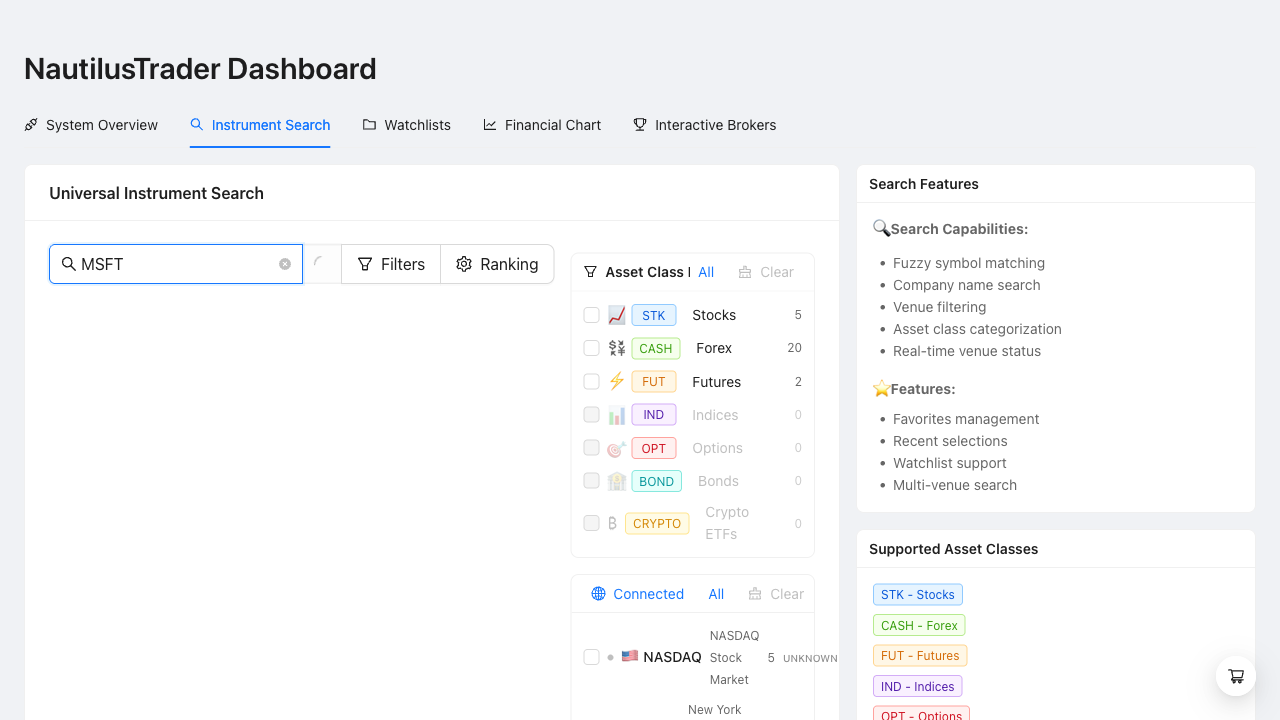 NautilusTrader Dashboard
System Overview
Instrument Search
Watchlists
Financial Chart
Interactive Brokers
Universal Instrument Search
MSFT
Filters
Ranking
Asset Class
All
Clear
STK Stocks 5
CASH Forex 20
FUT Futures 2
IND Indices 0
OPT Options 0
BOND Bonds 0
CRYPTO Crypto ETFs 0
Connected
All
Clear
NASDAQ
NASDAQ
Stock
Market
5 UNKNOWN
New York
Search Features
Search Capabilities:
• Fuzzy symbol matching
• Company name search
• Venue filtering
• Asset class categorization
• Real-time venue status
Features:
• Favorites management
• Recent selections
• Watchlist support
• Multi-venue search
Supported Asset Classes
STK - Stocks
CASH - Forex
FUT - Futures
IND - Indices
OPT - Options